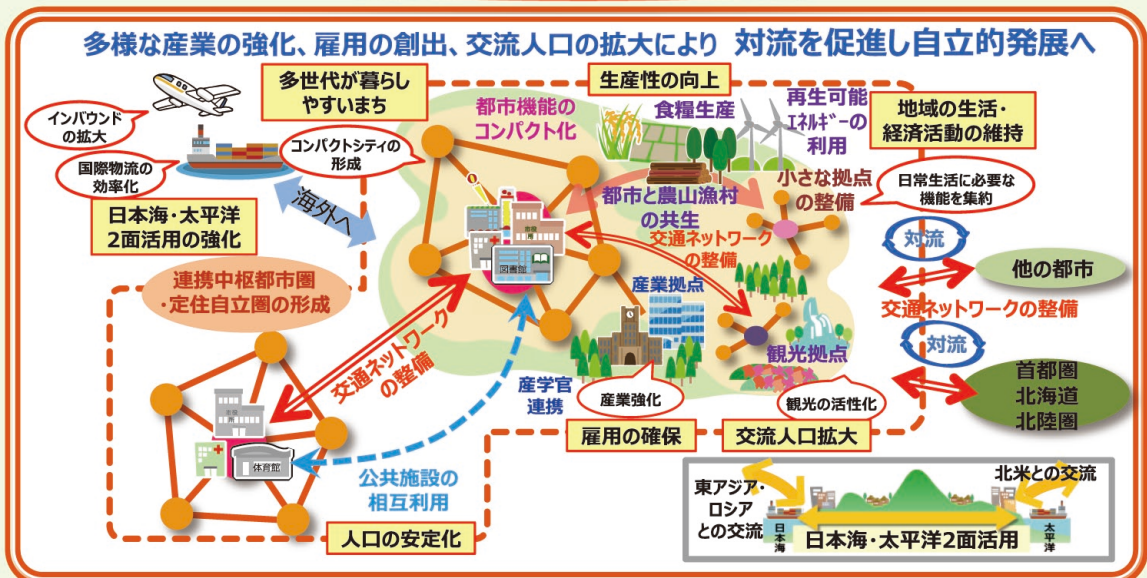 多様な産業の強化、雇用の創出、交流人口の拡大により 対流を促進し自立的発展へ
インバウンド
の拡大
国際物流の
効率化
日本海・太平洋
2面活用の強化
海外へ
多世代が暮らし
やすいまち
コンパクトシティの
形成
都市機能の
コンパクト化
生産性の向上
食糧生産
再生可能
エネルギーの
利用
地域の生活・
経済活動の維持
日常生活に必要な
機能を集約
小さな拠点
の整備
都市と農山漁村
の共生
交通ネットワーク
の整備
市役所
図書館
産業拠点
産学官
連携
産業強化
雇用の確保
観光拠点
観光の活性化
交流人口拡大
対流
他の都市
交通ネットワークの整備
対流
首都圏
北海道
北陸圏
連携中枢都市圏
・定住自立圏の形成
交通ネットワーク
の整備
市役所
体育館
公共施設の
相互利用
人口の安定化
東アジア・
ロシア
との交流
北米との交流
日本海
太平洋
日本海・太平洋2面活用